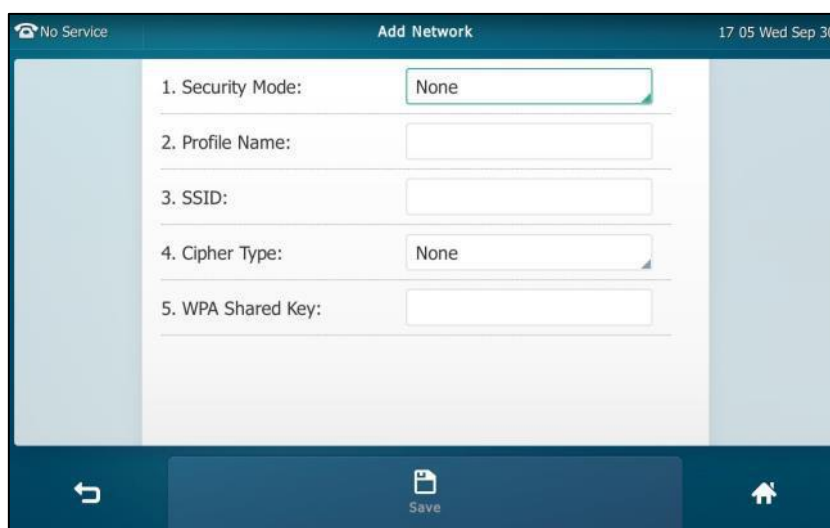 No Service Add Network 17 05 Wed Sep 30
1. Security Mode: None
2. Profile Name:
3. SSID:
4. Cipher Type: None
5. WPA Shared Key:
Save